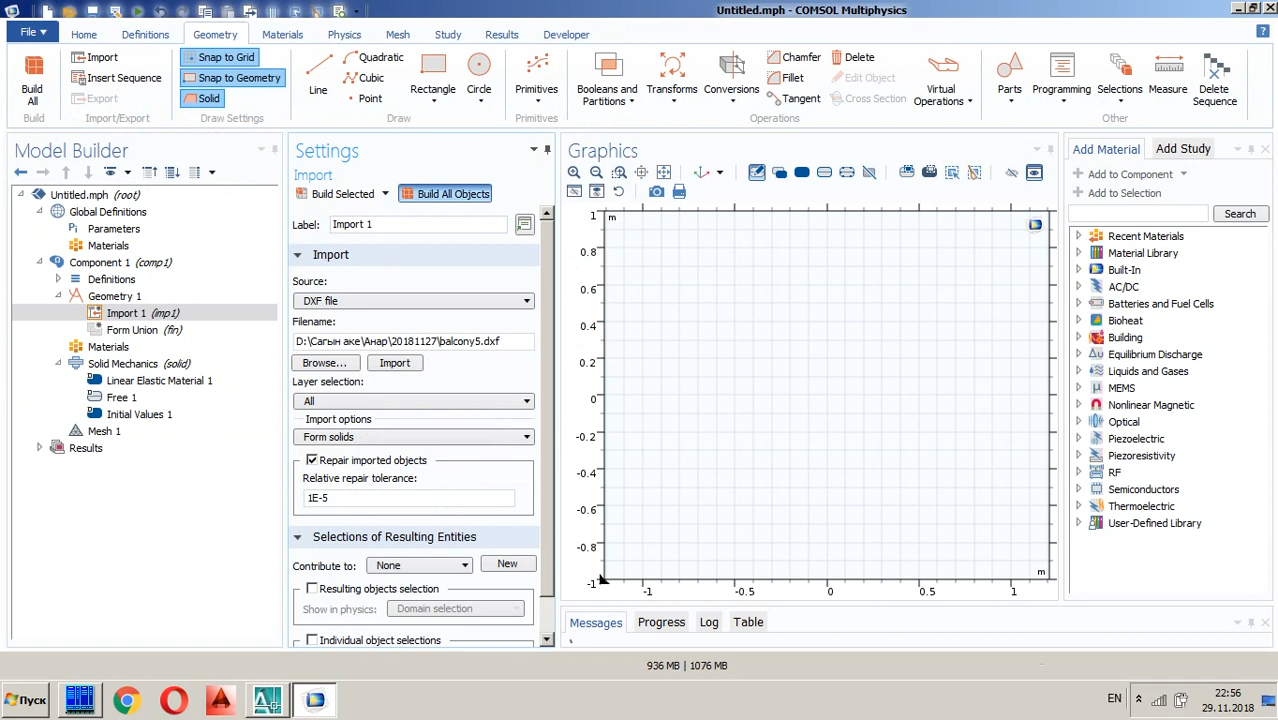 Untitled.mph - COMSOL Multiphysics
File
Home
Definitions
Geometry
Materials
Physics
Mesh
Study
Results
Developer
Build
All
Build
Import
Insert Sequence
Export
Import/Export
Snap to Grid
Snap to Geometry
Solid
Draw Settings
Line
Quadratic
Cubic
Point
Rectangle
Circle
Draw
Primitives
Primitives
Booleans and
Partitions
Transforms
Conversions
Chamfer
Fillet
Tangent
Delete
Edit Object
Cross Section
Operations
Virtual
Operations
Parts
Programming
Selections
Measure
Delete
Sequence
Other
Model Builder
Untitled.mph (root)
Global Definitions
Pi Parameters
Materials
Component 1 (comp1)
Definitions
Geometry 1
Import 1 (imp1)
Form Union (fin)
Materials
Solid Mechanics (solid)
Linear Elastic Material 1
Free 1
Initial Values 1
Mesh 1
Results
Settings
Import
Build Selected
Build All Objects
Label: Import 1
Import
Source:
DXF file
Filename:
D:\Сагын аке\Анар\20181127\balcony5.dxf
Browse...
Import
Layer selection:
All
Import options
Form solids
Repair imported objects
Relative repair tolerance:
1E-5
Selections of Resulting Entities
Contribute to: None
New
Resulting objects selection
Show in physics: Domain selection
Individual object selections
Graphics
m
1
0.8
0.6
0.4
0.2
0
-0.2
-0.4
-0.6
-0.8
-1
m
-1
-0.5
0
0.5
1
Messages
Progress
Log
Table
Add Material
Add Study
Add to Component
Add to Selection
Search
Recent Materials
Material Library
Built-In
AC/DC
Batteries and Fuel Cells
Bioheat
Building
Equilibrium Discharge
Liquids and Gases
MEMS
Nonlinear Magnetic
Optical
Piezoelectric
Piezoresistivity
RF
Semiconductors
Thermoelectric
User-Defined Library
936 MB | 1076 MB
Пуск
EN
22:56
29.11.2018